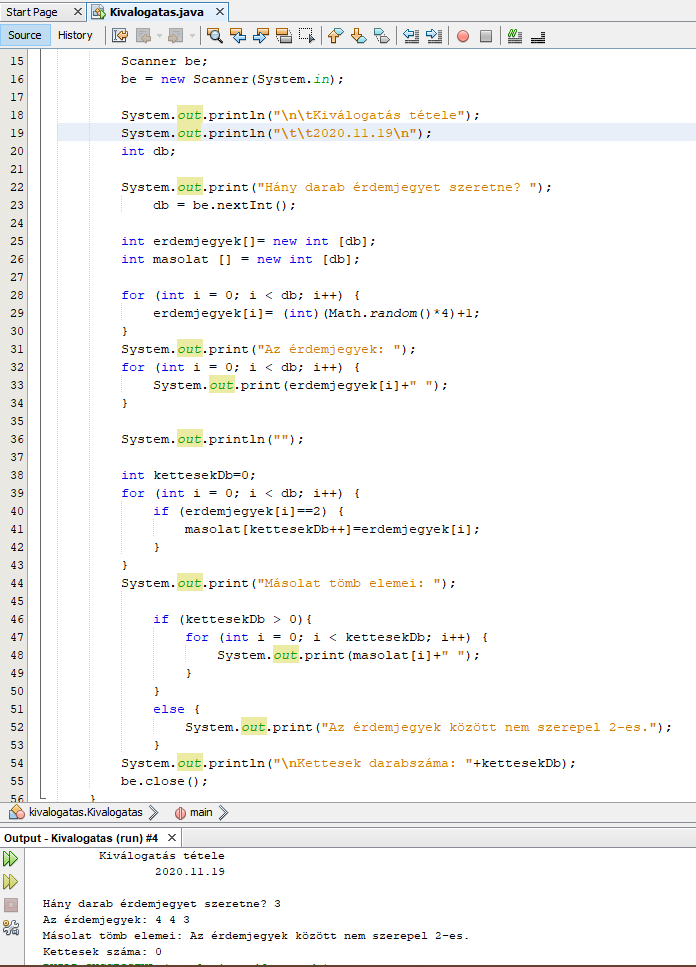 Start Page
Kivalogatas.java
Source History
15 Scanner be;
16 be = new Scanner(System.in);
17
18 System.out.println("\n\tKiválogatás tétele");
19 System.out.println("\t\t2020.11.19\n");
20 int db;
21
22 System.out.print("Hány darab érdemjegyet szeretne? ");
23 db = be.nextInt();
24
25 int erdemjegyek[]= new int [db];
26 int masolat [] = new int [db];
27
28 for (int i = 0; i < db; i++) {
29 erdemjegyek[i]= (int)(Math.random()*4)+1;
30 }
31 System.out.print("Az érdemjegyek: ");
32 for (int i = 0; i < db; i++) {
33 System.out.print(erdemjegyek[i]+" ");
34 }
35
36 System.out.println("");
37
38 int kettesekDb=0;
39 for (int i = 0; i < db; i++) {
40 if (erdemjegyek[i]==2) {
41 masolat[kettesekDb++]=erdemjegyek[i];
42 }
43 }
44 System.out.print("Másolat tömb elemei: ");
45
46 if (kettesekDb > 0){
47 for (int i = 0; i < kettesekDb; i++) {
48 System.out.print(masolat[i]+" ");
49 }
50 }
51 else {
52 System.out.print("Az érdemjegyek között nem szerepel 2-es.");
53 }
54 System.out.println("\nKettesek darabszáma: "+kettesekDb);
55 be.close();
56 }
kivalogatas.Kivalogatas main
Output - Kivalogatas (run) #4
Kiválogatás tétele
2020.11.19
Hány darab érdemjegyet szeretne? 3
Az érdemjegyek: 4 4 3
Másolat tömb elemei: Az érdemjegyek között nem szerepel 2-es.
Kettesek száma: 0